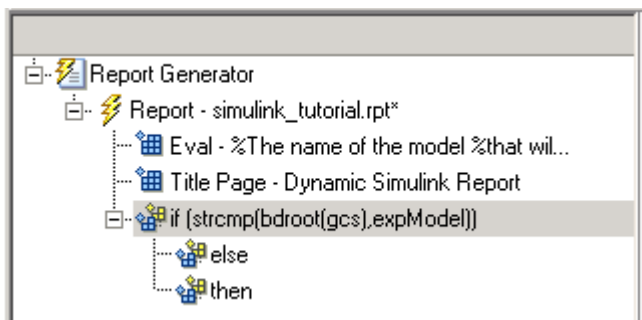 Report Generator
Report - simulink_tutorial.rpt*
Eval - %The name of the model %that wil...
Title Page - Dynamic Simulink Report
if (strcmp(bdroot(gcs),expModel))
else
then